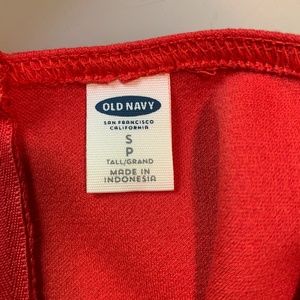 OLD NAVY
SAN FRANCISCO
CALIFORNIA
S
P
TALL/GRAND
MADE IN
INDONESIA